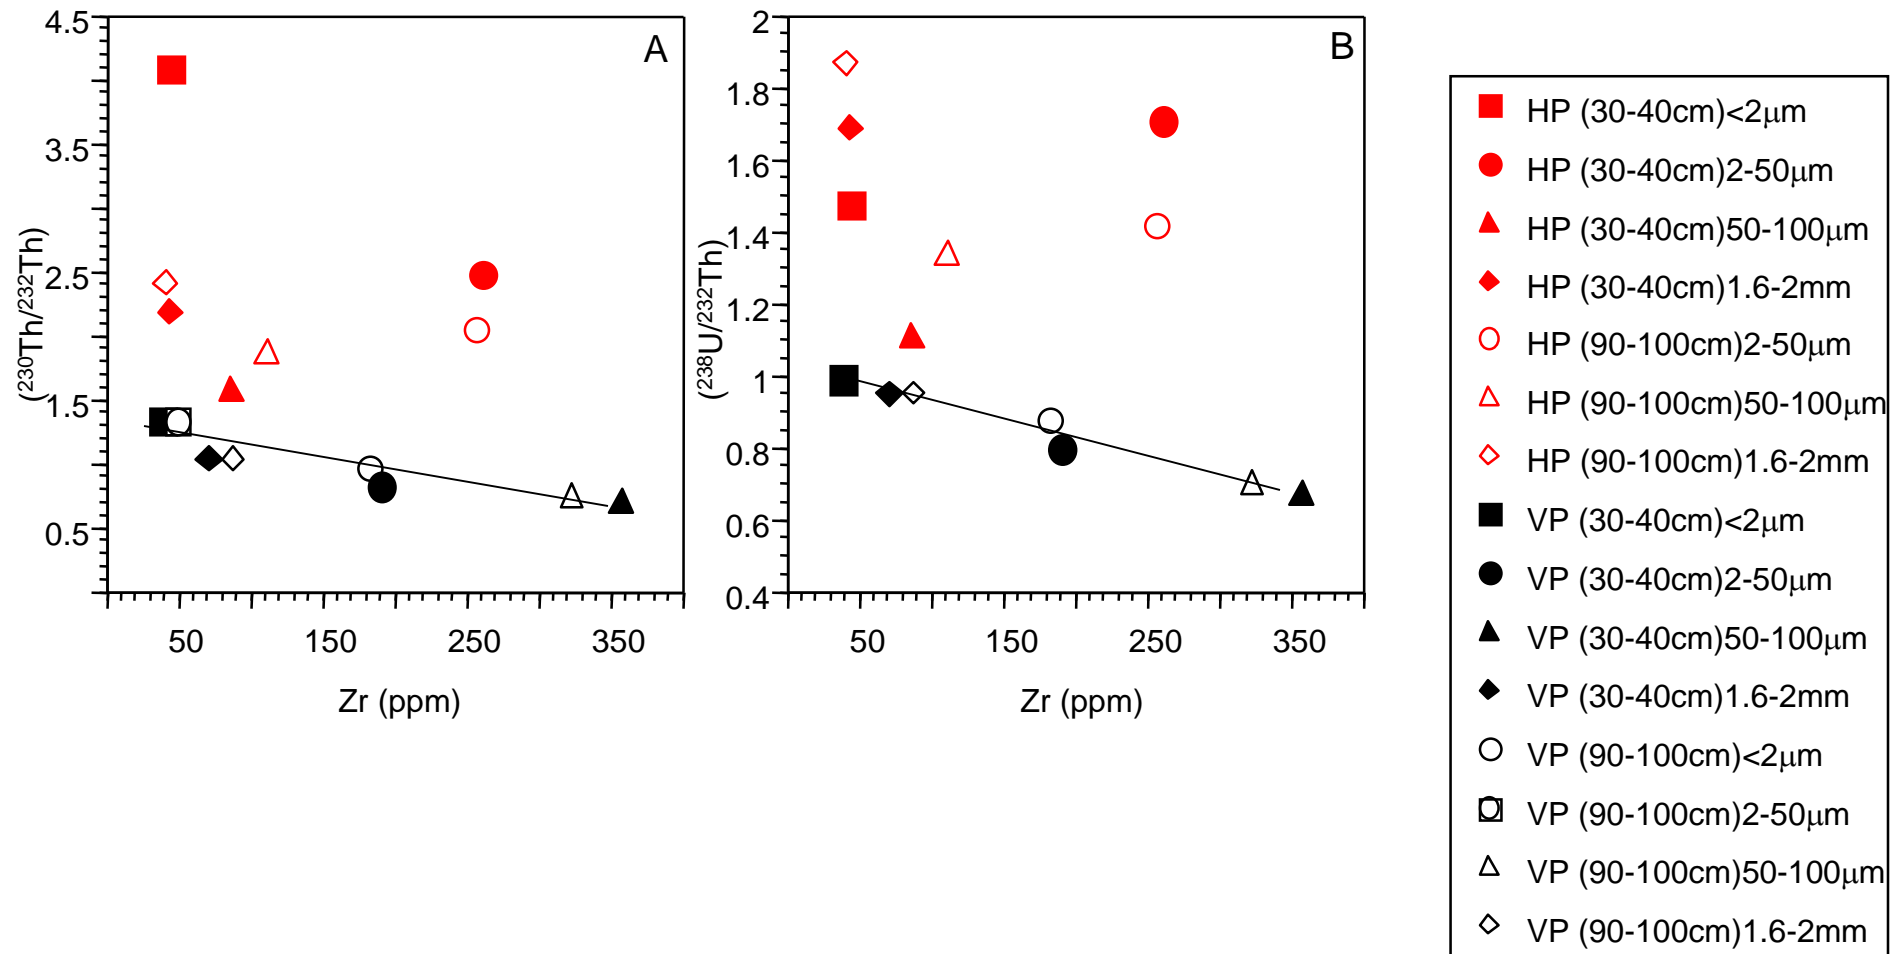 A
4.5
3.5
2.5
1.5
0.5
(²³⁰Th/²³²Th)
50 150 250 350
Zr (ppm)
B
2
1.8
1.6
1.4
1.2
1
0.8
0.6
0.4
(²³⁸U/²³²Th)
50 150 250 350
Zr (ppm)
HP (30-40cm)<2μm
HP (30-40cm)2-50μm
HP (30-40cm)50-100μm
HP (30-40cm)1.6-2mm
HP (90-100cm)2-50μm
HP (90-100cm)50-100μm
HP (90-100cm)1.6-2mm
VP (30-40cm)<2μm
VP (30-40cm)2-50μm
VP (30-40cm)50-100μm
VP (30-40cm)1.6-2mm
VP (90-100cm)<2μm
VP (90-100cm)2-50μm
VP (90-100cm)50-100μm
VP (90-100cm)1.6-2mm